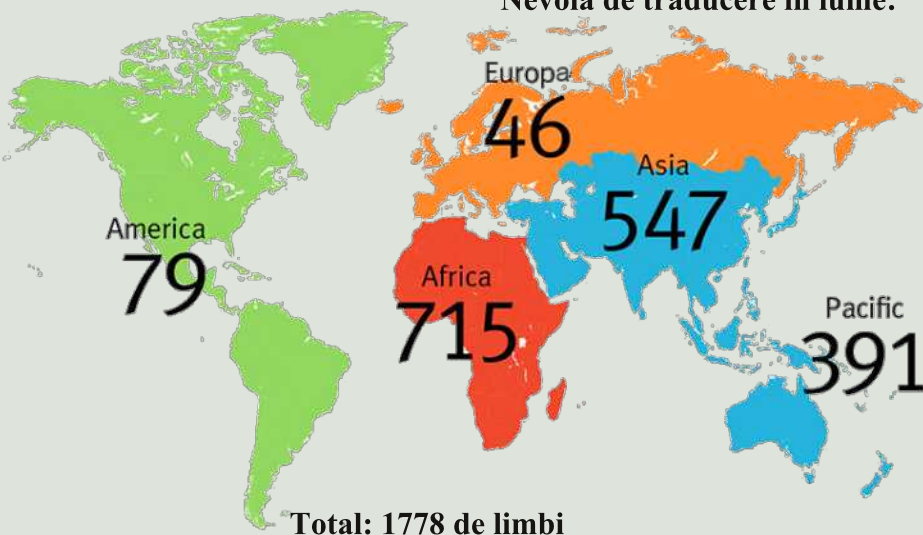 Nevoia de traducere în lume:
Europa
46
Asia
547
America
79
Africa
715
Pacific
391
Total: 1778 de limbi